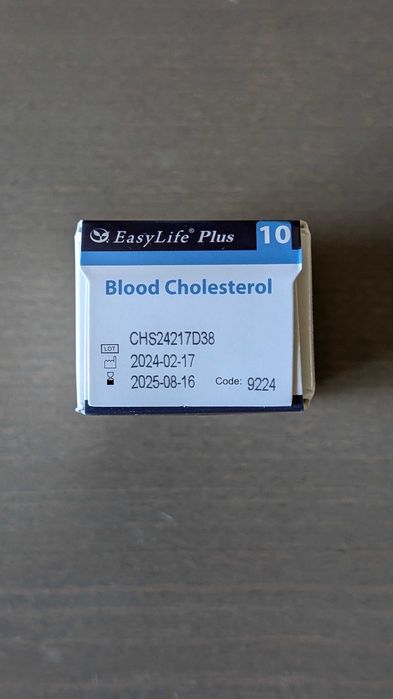 EasyLife® Plus 10
Blood Cholesterol
LOT CHS24217D38
2024-02-17
2025-08-16 Code: 9224